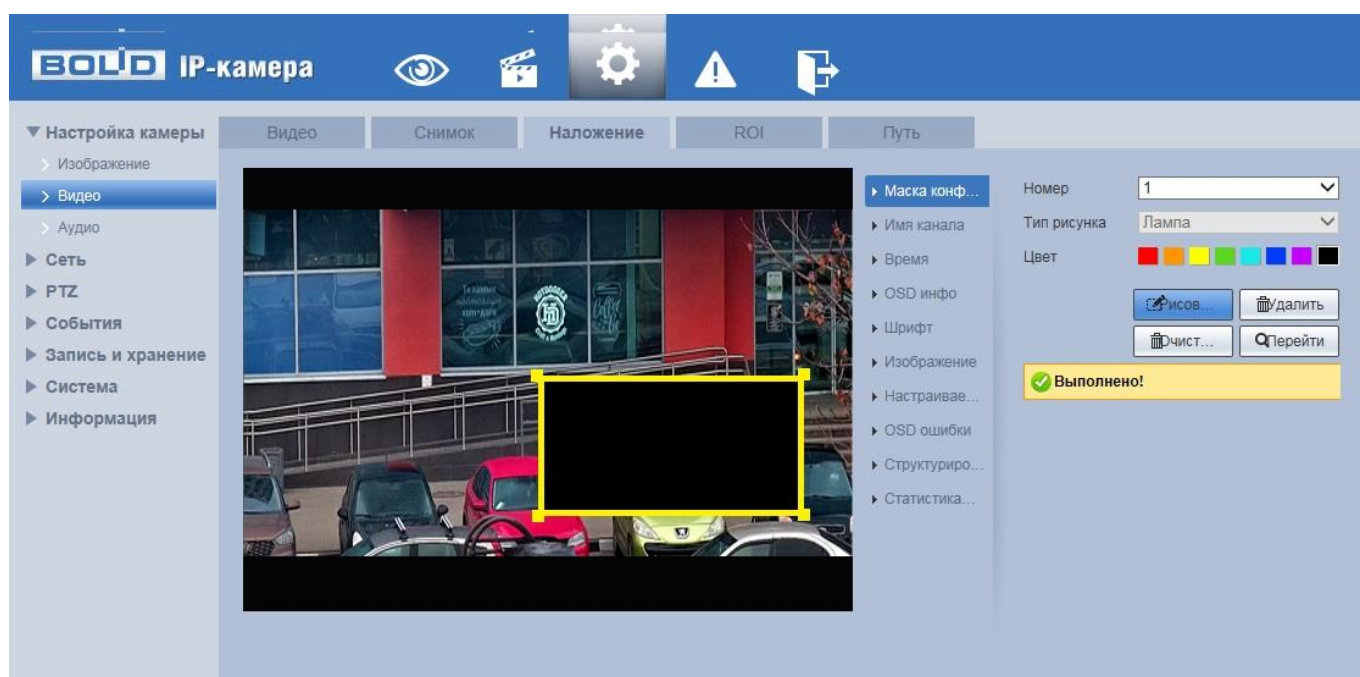 BOLID IP-камера
Настройка камеры
Изображение
Видео
Аудио
Сеть
PTZ
События
Запись и хранение
Система
Информация
Видео
Снимок
Наложение
ROI
Путь
Маска конф...
Имя канала
Время
OSD инфо
Шрифт
Изображение
Настраивае...
OSD ошибки
Структуриро...
Статистика...
Номер
1
Тип рисунка
Лампа
Цвет
Рисов...
Удалить
Очист...
Перейти
Выполнено!